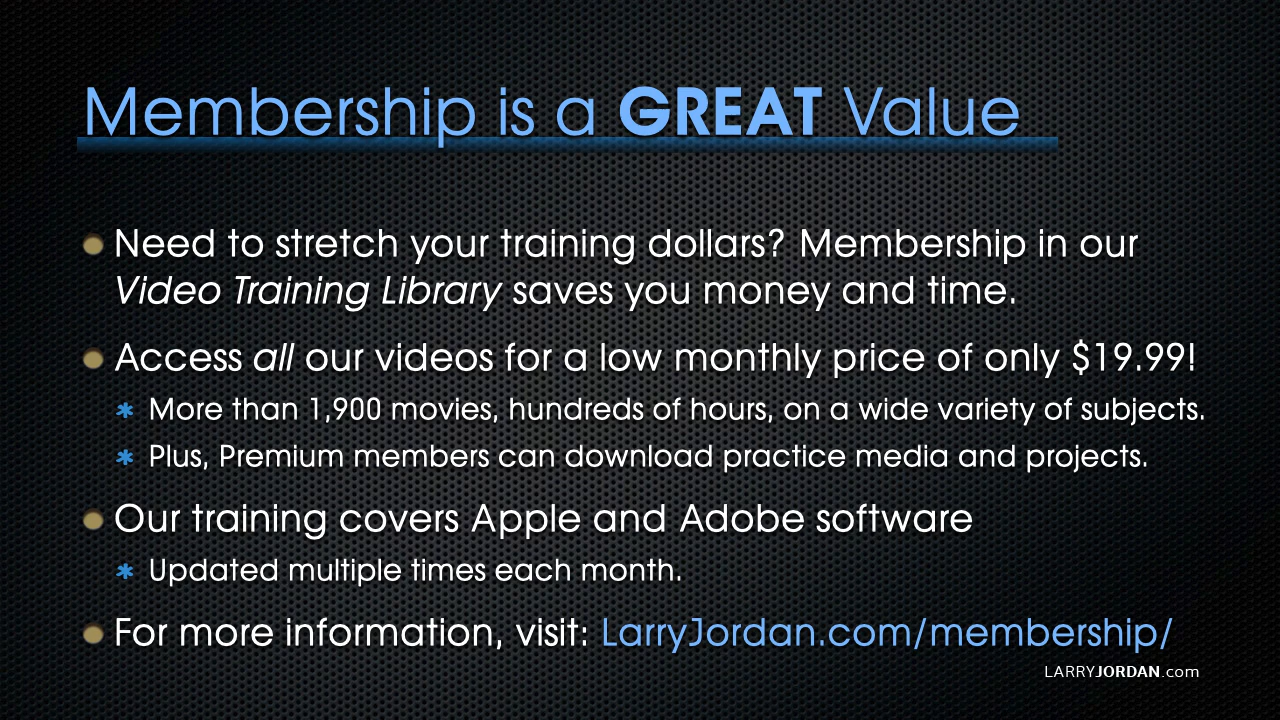 Membership is a GREAT Value
Need to stretch your training dollars? Membership in our
Video Training Library saves you money and time.
Access all our videos for a low monthly price of only $19.99!
More than 1,900 movies, hundreds of hours, on a wide variety of subjects.
Plus, Premium members can download practice media and projects.
Our training covers Apple and Adobe software
Updated multiple times each month.
For more information, visit: LarryJordan.com/membership/
LARRYJORDAN.com